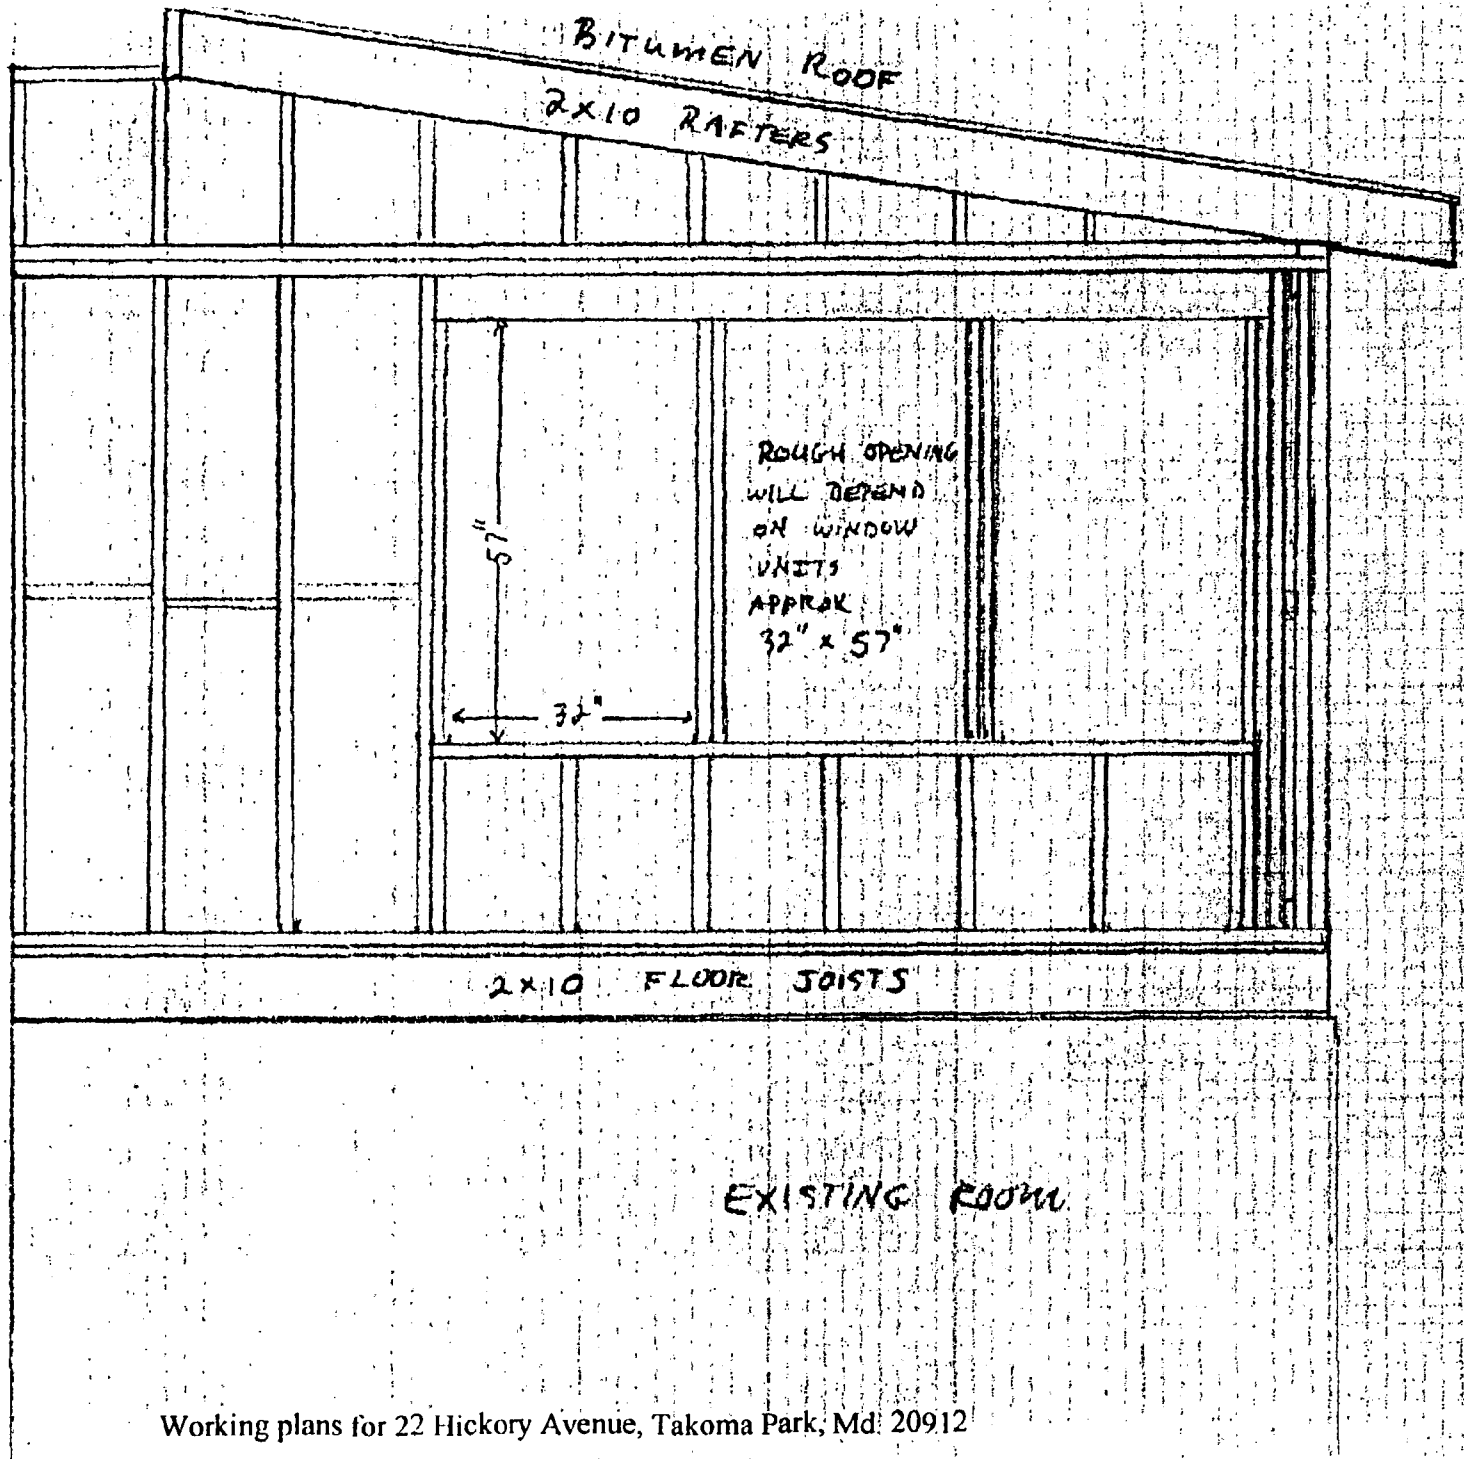 BITUMEN ROOF
2x10 RAFTERS
57"
ROUGH OPENING
WILL DEPEND
ON WINDOW
UNITS
APPROX
32" x 57"
32"
2x10 FLOOR JOISTS
EXISTING ROOM
Working plans for 22 Hickory Avenue, Takoma Park, Md. 20912